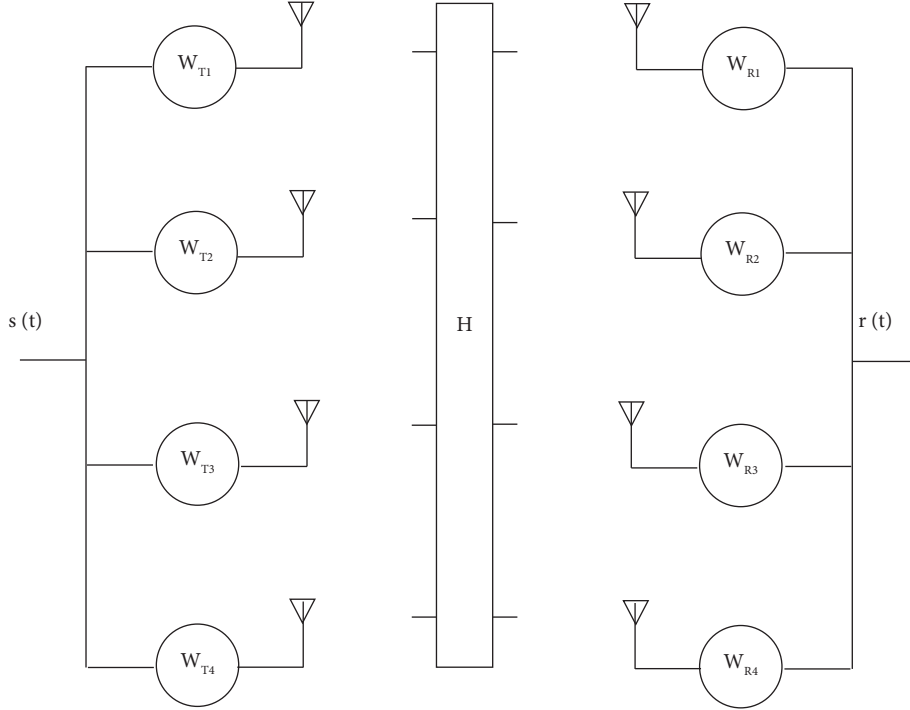 W_T1
W_R1
W_T2
W_R2
s (t)
H
r (t)
W_T3
W_R3
W_T4
W_R4